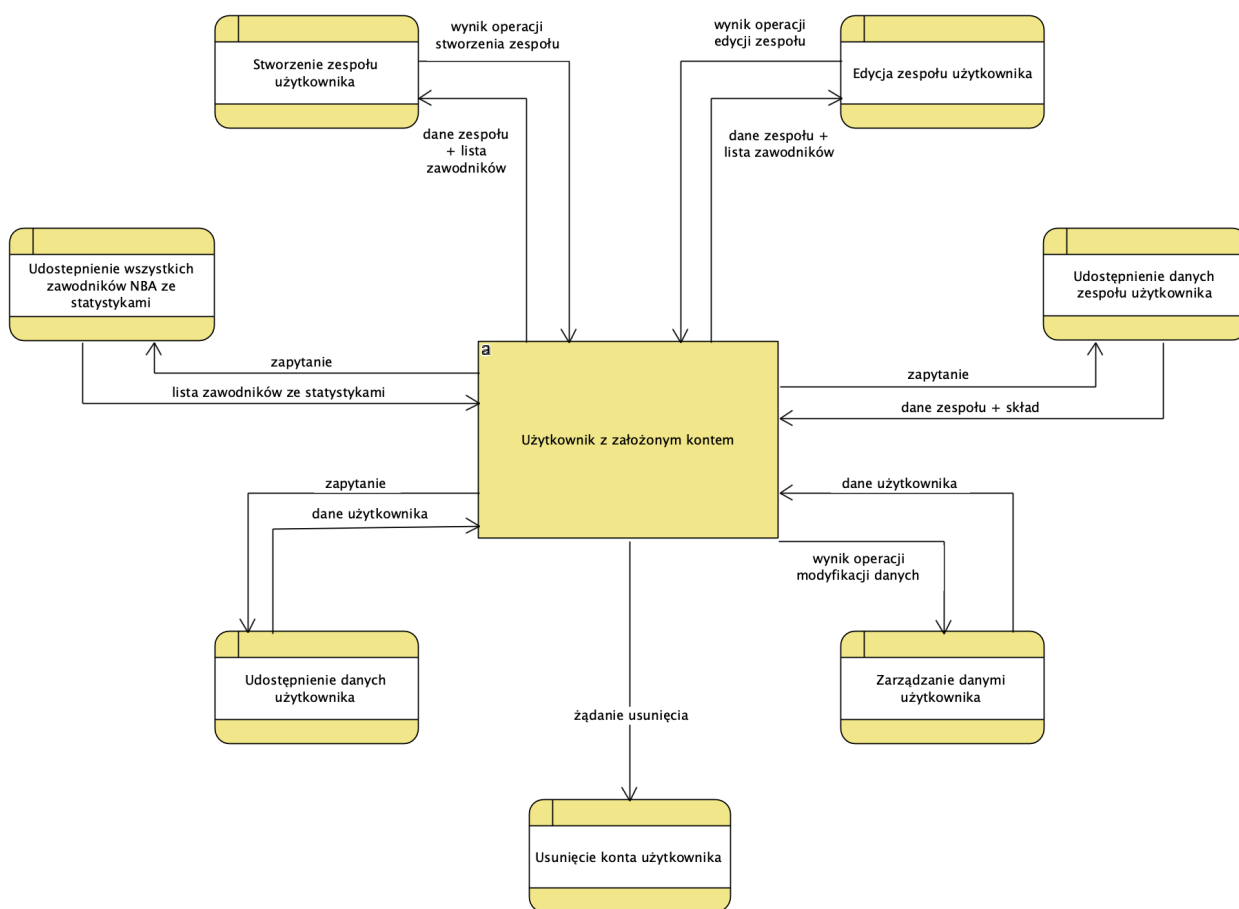 wynik operacji
stworzenia zespołu
wynik operacji
edycji zespołu
Stworzenie zespołu
użytkownika
Edycja zespołu użytkownika
dane zespołu
+ lista
zawodników
dane zespołu +
lista zawodników
Udostepnienie wszystkich
zawodników NBA ze
statystykami
Udostępnienie danych
zespołu użytkownika
a
zapytanie
lista zawodników ze statystykami
zapytanie
dane zespołu + skład
Użytkownik z założonym kontem
zapytanie
dane użytkownika
dane użytkownika
wynik operacji
modyfikacji danych
Udostępnienie danych
użytkownika
Zarządzanie danymi
użytkownika
żądanie usunięcia
Usunięcie konta użytkownika